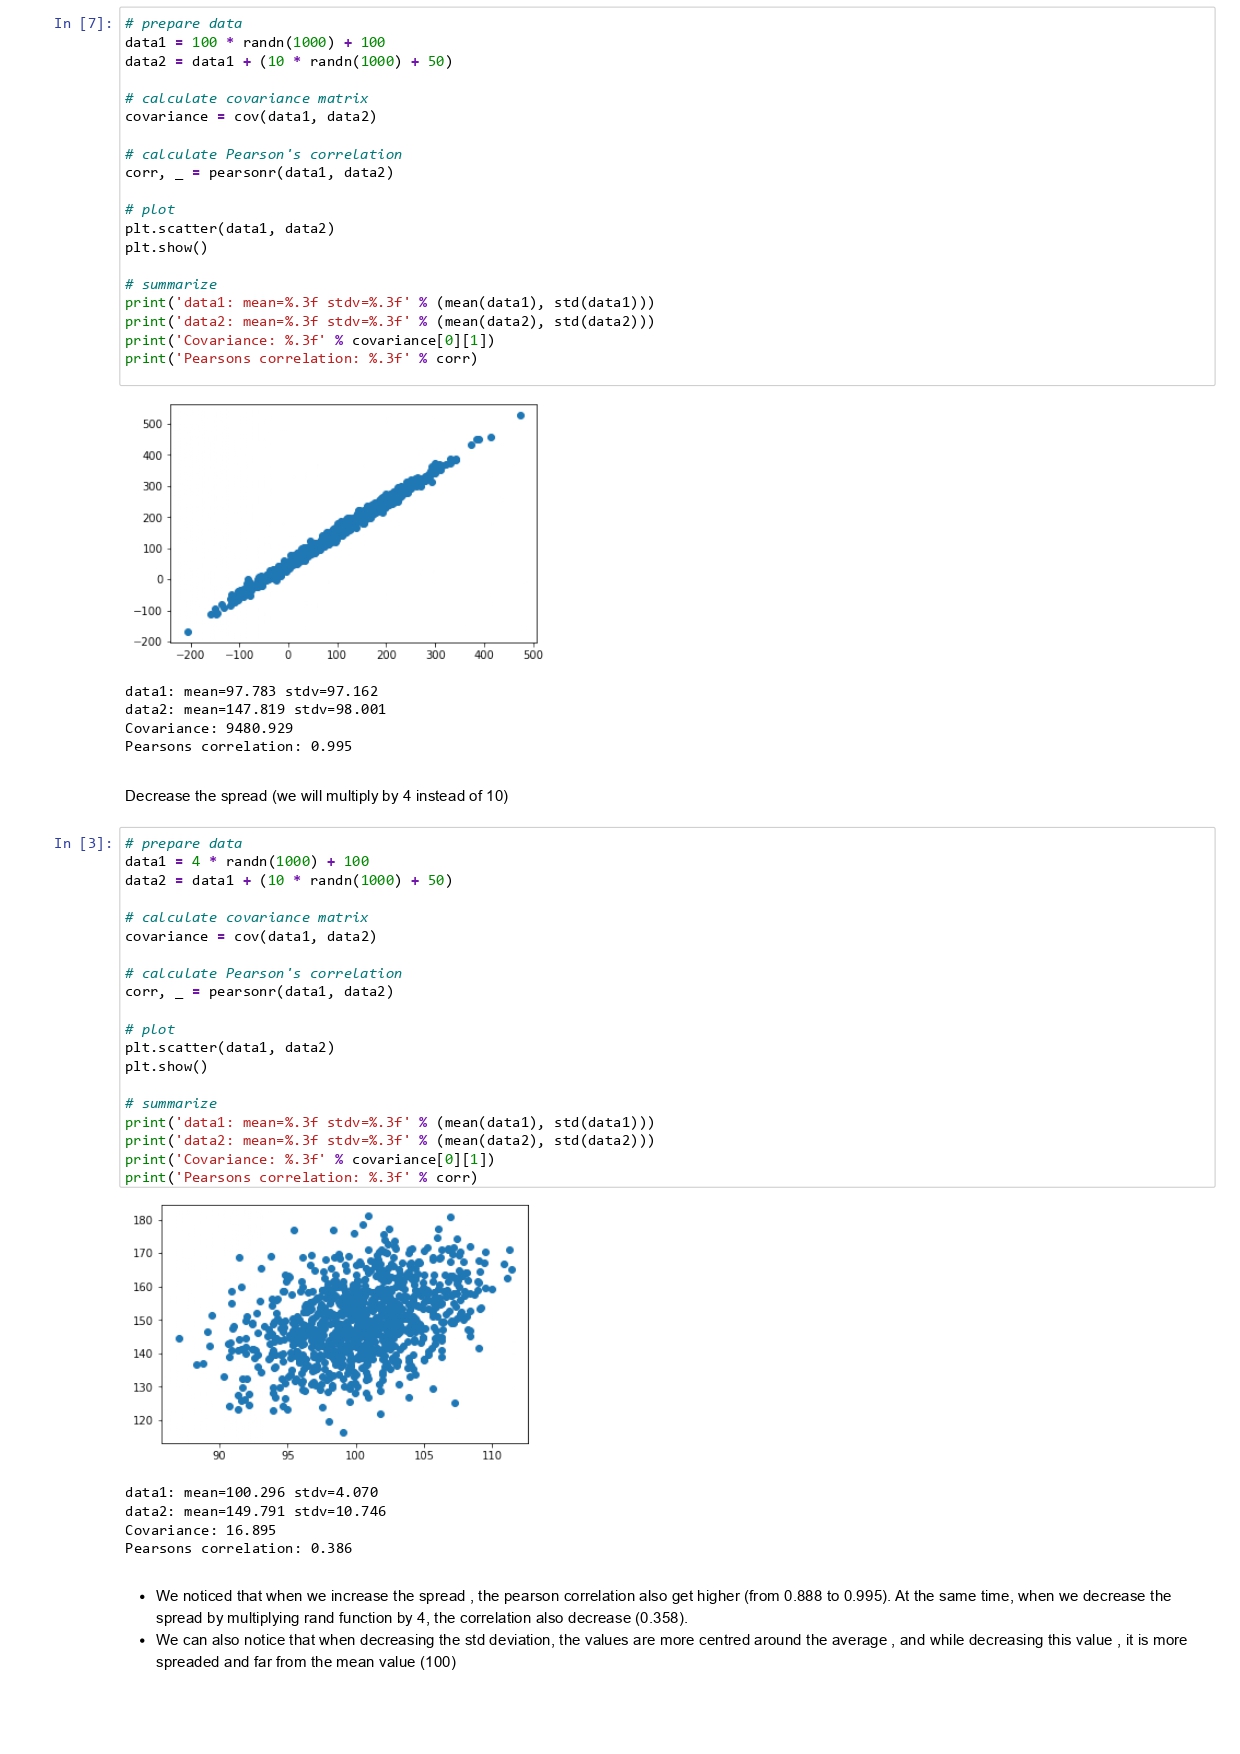 In [7]: # prepare data
data1 = 100 * randn(1000) + 100
data2 = data1 + (10 * randn(1000) + 50)
# calculate covariance matrix
covariance = cov(data1, data2)
# calculate Pearson's correlation
corr, _ = pearsonr(data1, data2)
# plot
plt.scatter(data1, data2)
plt.show()
# summarize
print('data1: mean=%.3f stdv=%.3f' % (mean(data1), std(data1)))
print('data2: mean=%.3f stdv=%.3f' % (mean(data2), std(data2)))
print('Covariance: %.3f' % covariance[0][1])
print('Pearsons correlation: %.3f' % corr)
500
400
300
200
100
0
−100
−200
−200 −100 0 100 200 300 400 500
data1: mean=97.783 stdv=97.162
data2: mean=147.819 stdv=98.001
Covariance: 9480.929
Pearsons correlation: 0.995
Decrease the spread (we will multiply by 4 instead of 10)
In [3]: # prepare data
data1 = 4 * randn(1000) + 100
data2 = data1 + (10 * randn(1000) + 50)
# calculate covariance matrix
covariance = cov(data1, data2)
# calculate Pearson's correlation
corr, _ = pearsonr(data1, data2)
# plot
plt.scatter(data1, data2)
plt.show()
# summarize
print('data1: mean=%.3f stdv=%.3f' % (mean(data1), std(data1)))
print('data2: mean=%.3f stdv=%.3f' % (mean(data2), std(data2)))
print('Covariance: %.3f' % covariance[0][1])
print('Pearsons correlation: %.3f' % corr)
180
170
160
150
140
130
120
90 95 100 105 110
data1: mean=100.296 stdv=4.070
data2: mean=149.791 stdv=10.746
Covariance: 16.895
Pearsons correlation: 0.386
• We noticed that when we increase the spread , the pearson correlation also get higher (from 0.888 to 0.995). At the same time, when we decrease the
spread by multiplying rand function by 4, the correlation also decrease (0.358).
• We can also notice that when decreasing the std deviation, the values are more centred around the average , and while decreasing this value , it is more
spreaded and far from the mean value (100)